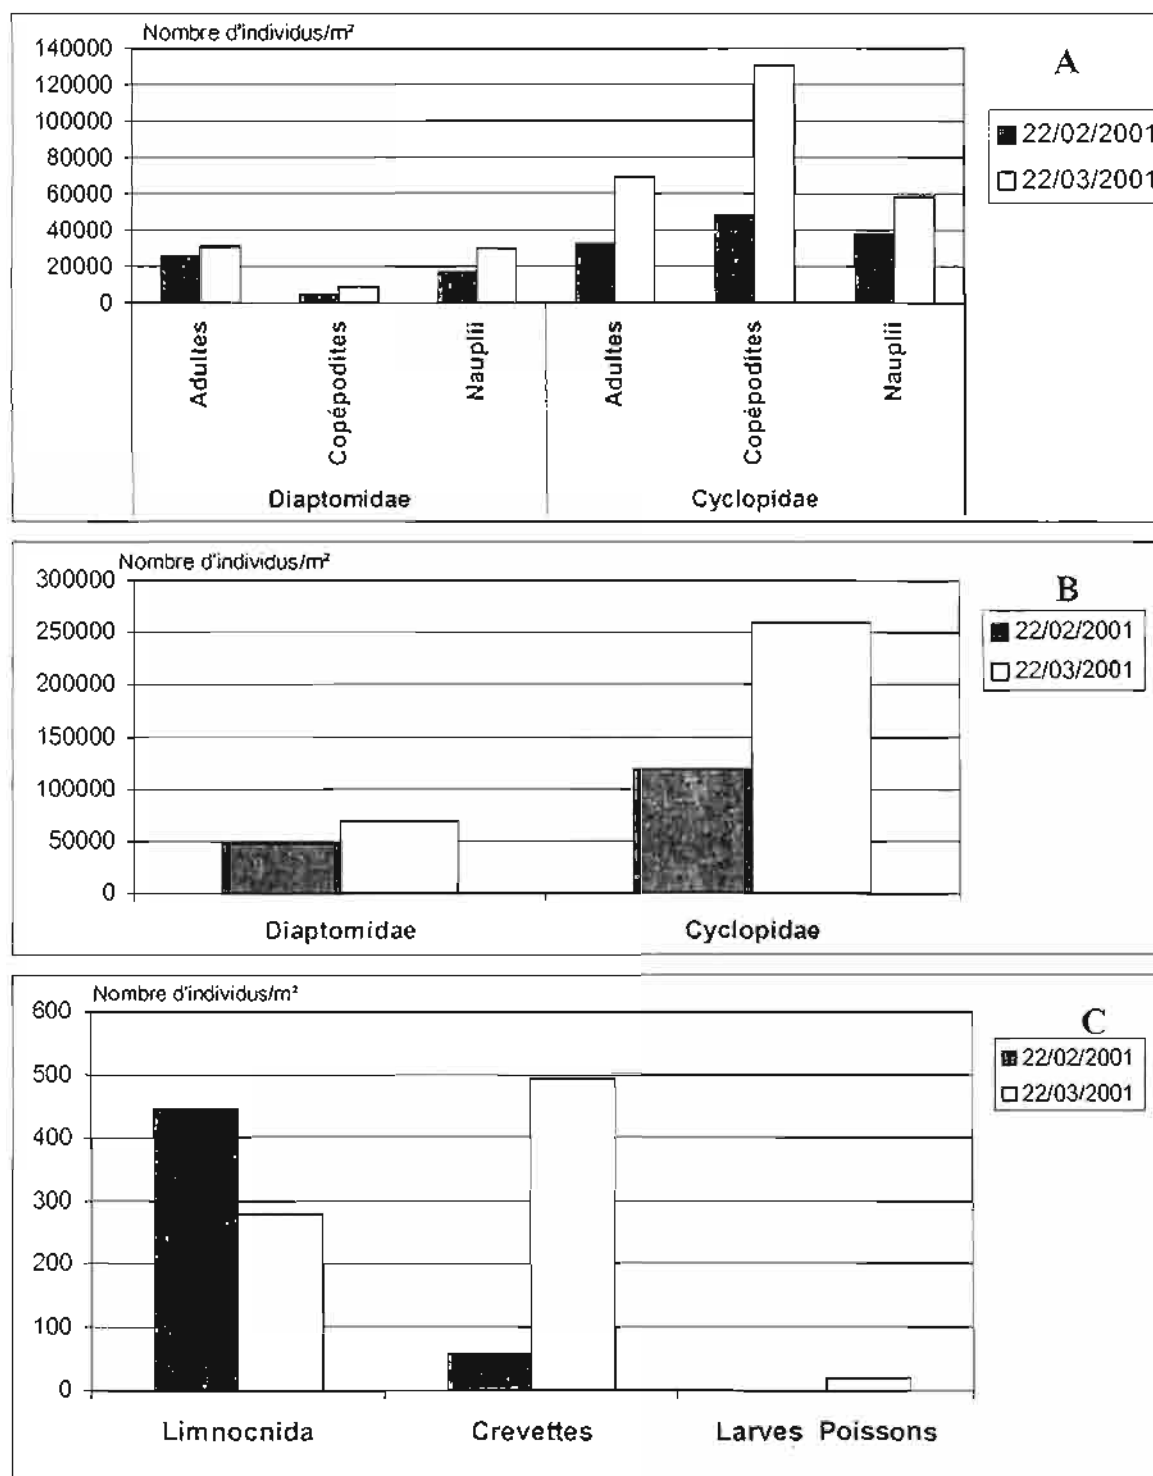 Nombre d'individus/m²
A
140000
120000
100000
80000
60000
40000
20000
0
22/02/2001
22/03/2001
Adultes
Copépodites
Nauplii
Adultes
Copépodites
Nauplii
Diaptomidae
Cyclopidae
Nombre d'individus/m²
B
300000
250000
200000
150000
100000
50000
0
22/02/2001
22/03/2001
Diaptomidae
Cyclopidae
Nombre d'individus/m²
C
600
500
400
300
200
100
0
22/02/2001
22/03/2001
Limnocnida
Crevettes
Larves Poissons